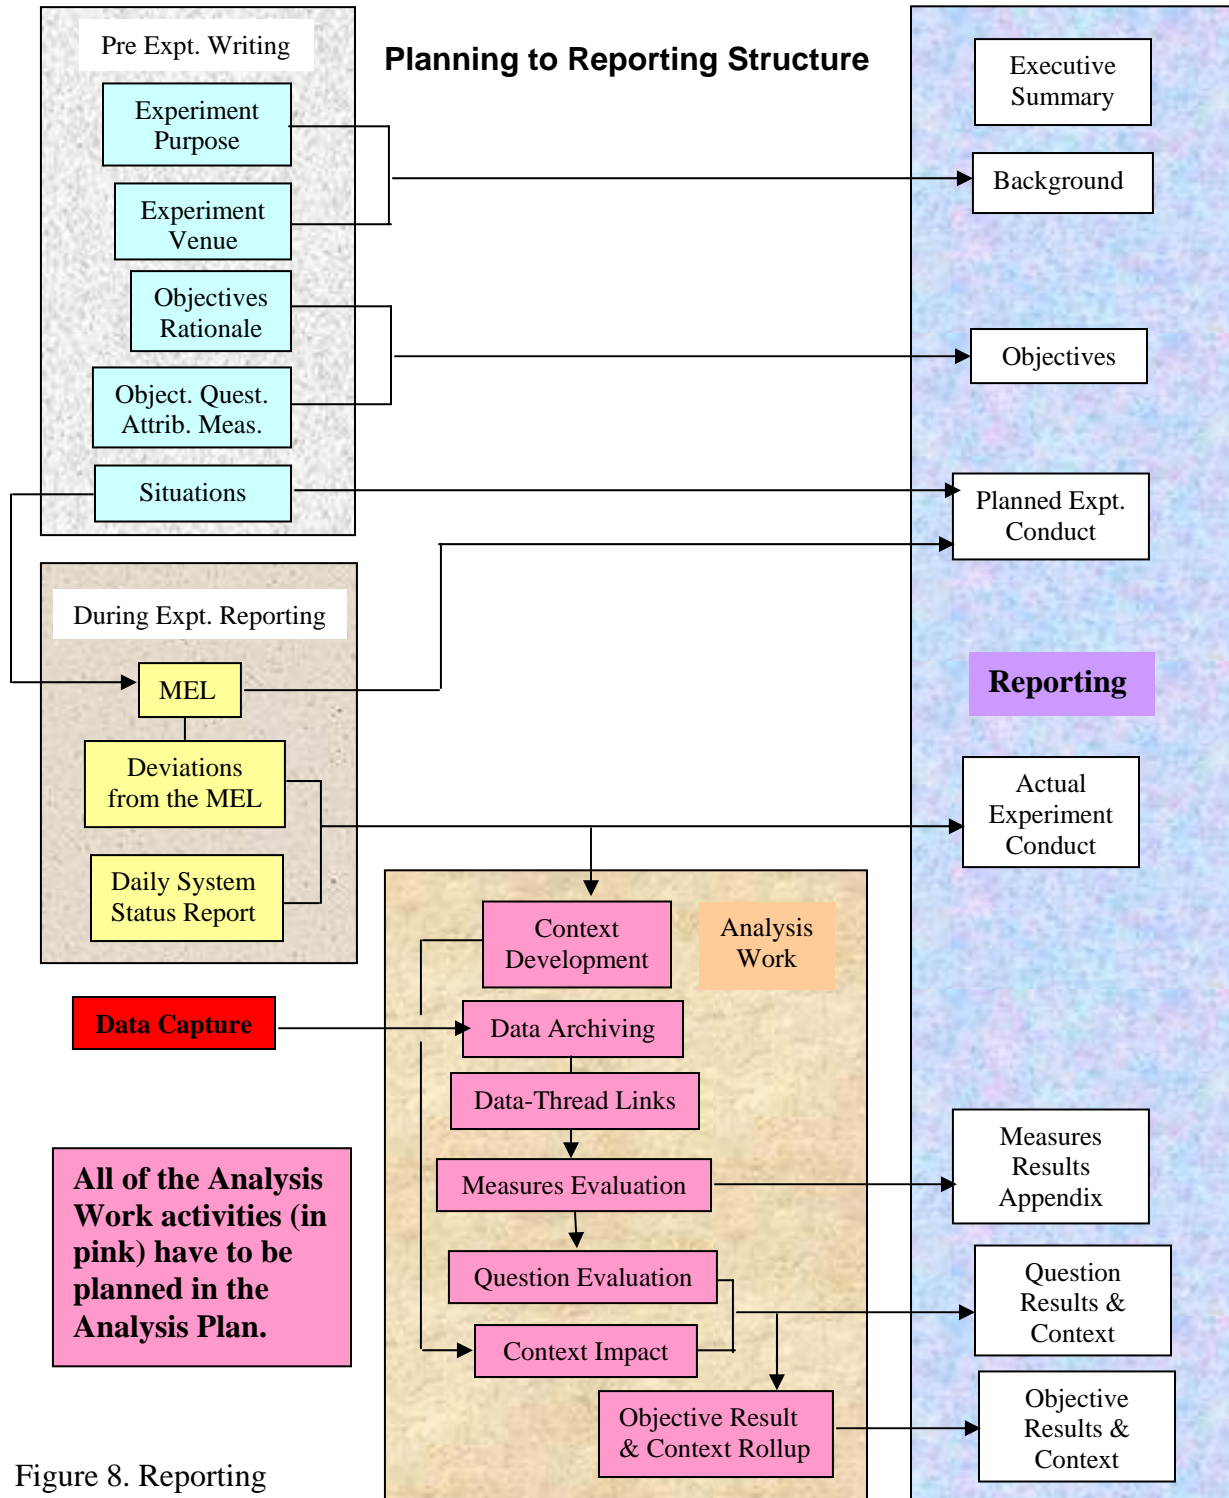 Pre Expt. Writing
Planning to Reporting Structure
Experiment
Purpose
Experiment
Venue
Objectives
Rationale
Object. Quest.
Attrib. Meas.
Situations
During Expt. Reporting
MEL
Deviations
from the MEL
Daily System
Status Report
Data Capture
All of the Analysis
Work activities (in
pink) have to be
planned in the
Analysis Plan.
Context
Development
Analysis
Work
Data Archiving
Data-Thread Links
Measures Evaluation
Question Evaluation
Context Impact
Objective Result
& Context Rollup
Executive
Summary
Background
Objectives
Planned Expt.
Conduct
Reporting
Actual
Experiment
Conduct
Measures
Results
Appendix
Question
Results &
Context
Objective
Results &
Context
Figure 8. Reporting